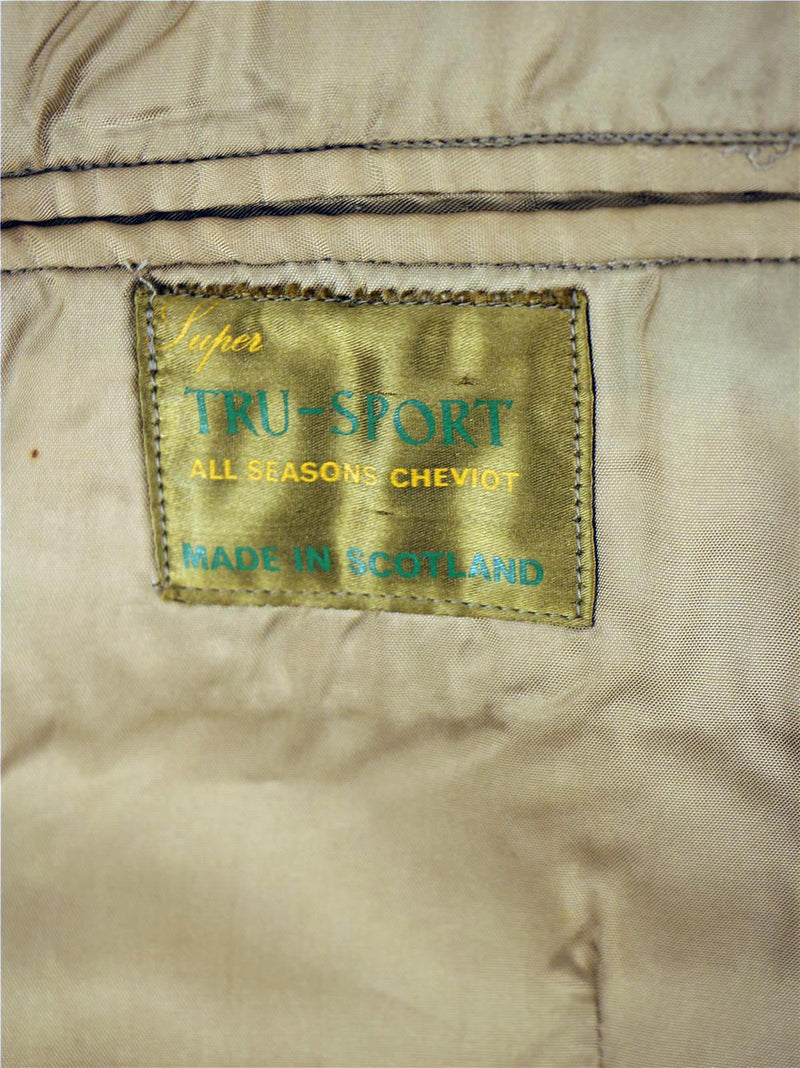 Super
TRU-SPORT
ALL SEASONS CHEVIOT
MADE IN SCOTLAND